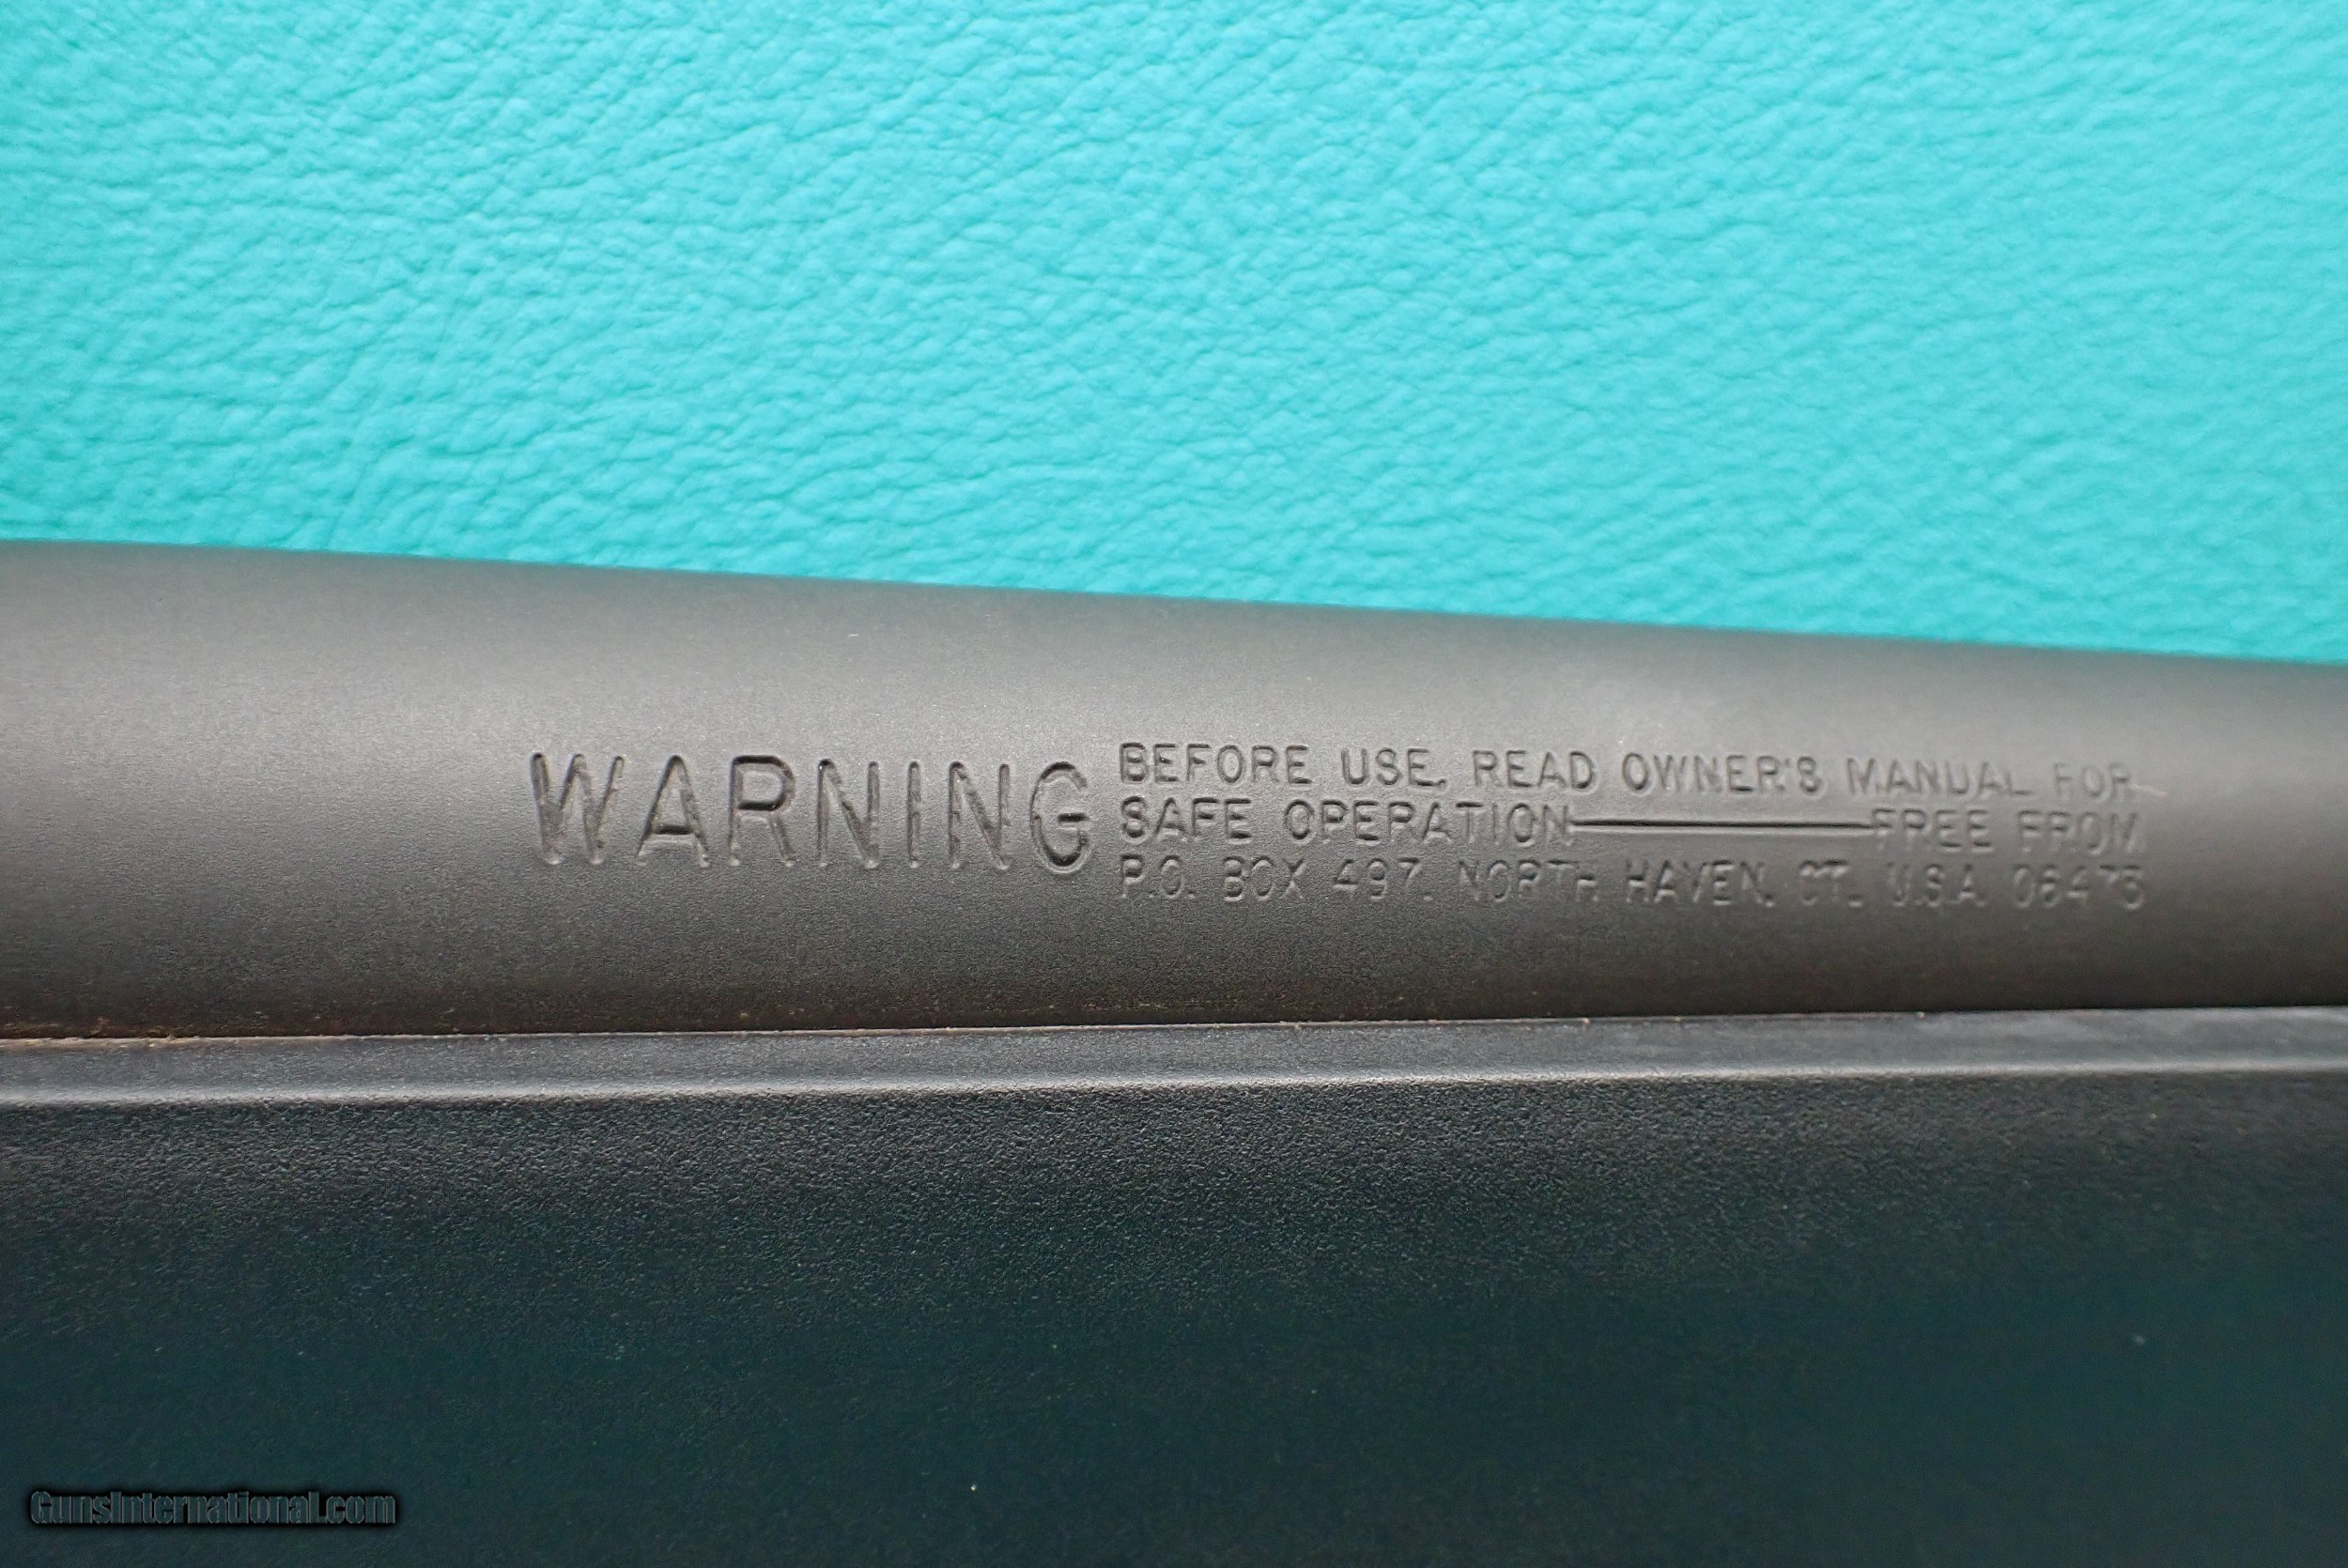 WARNING
BEFORE USE, READ OWNER'S MANUAL FOR
SAFE OPERATION———FREE FROM
P.O. BOX 497, NORTH HAVEN, CT. U.S.A. 06473
GunsInternational.com